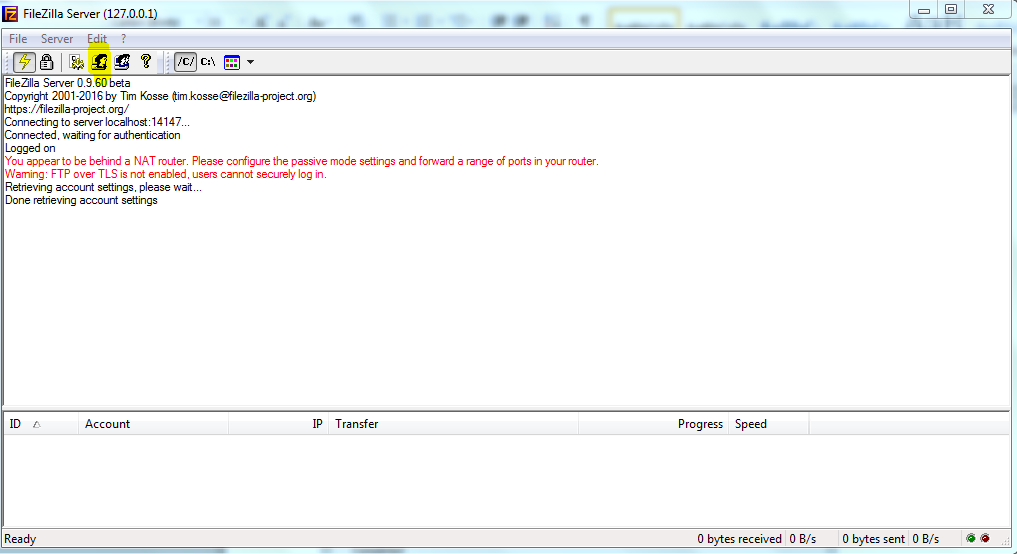 FileZilla Server (127.0.0.1)
File Server Edit ?
/C/ C:\
FileZilla Server 0.9.60 beta
Copyright 2001-2016 by Tim Kosse (tim.kosse@filezilla-project.org)
https://filezilla-project.org/
Connecting to server localhost:14147...
Connected, waiting for authentication
Logged on
You appear to be behind a NAT router. Please configure the passive mode settings and forward a range of ports in your router.
Warning: FTP over TLS is not enabled, users cannot securely log in.
Retrieving account settings, please wait...
Done retrieving account settings
ID Account IP Transfer Progress Speed
Ready 0 bytes received 0 B/s 0 bytes sent 0 B/s